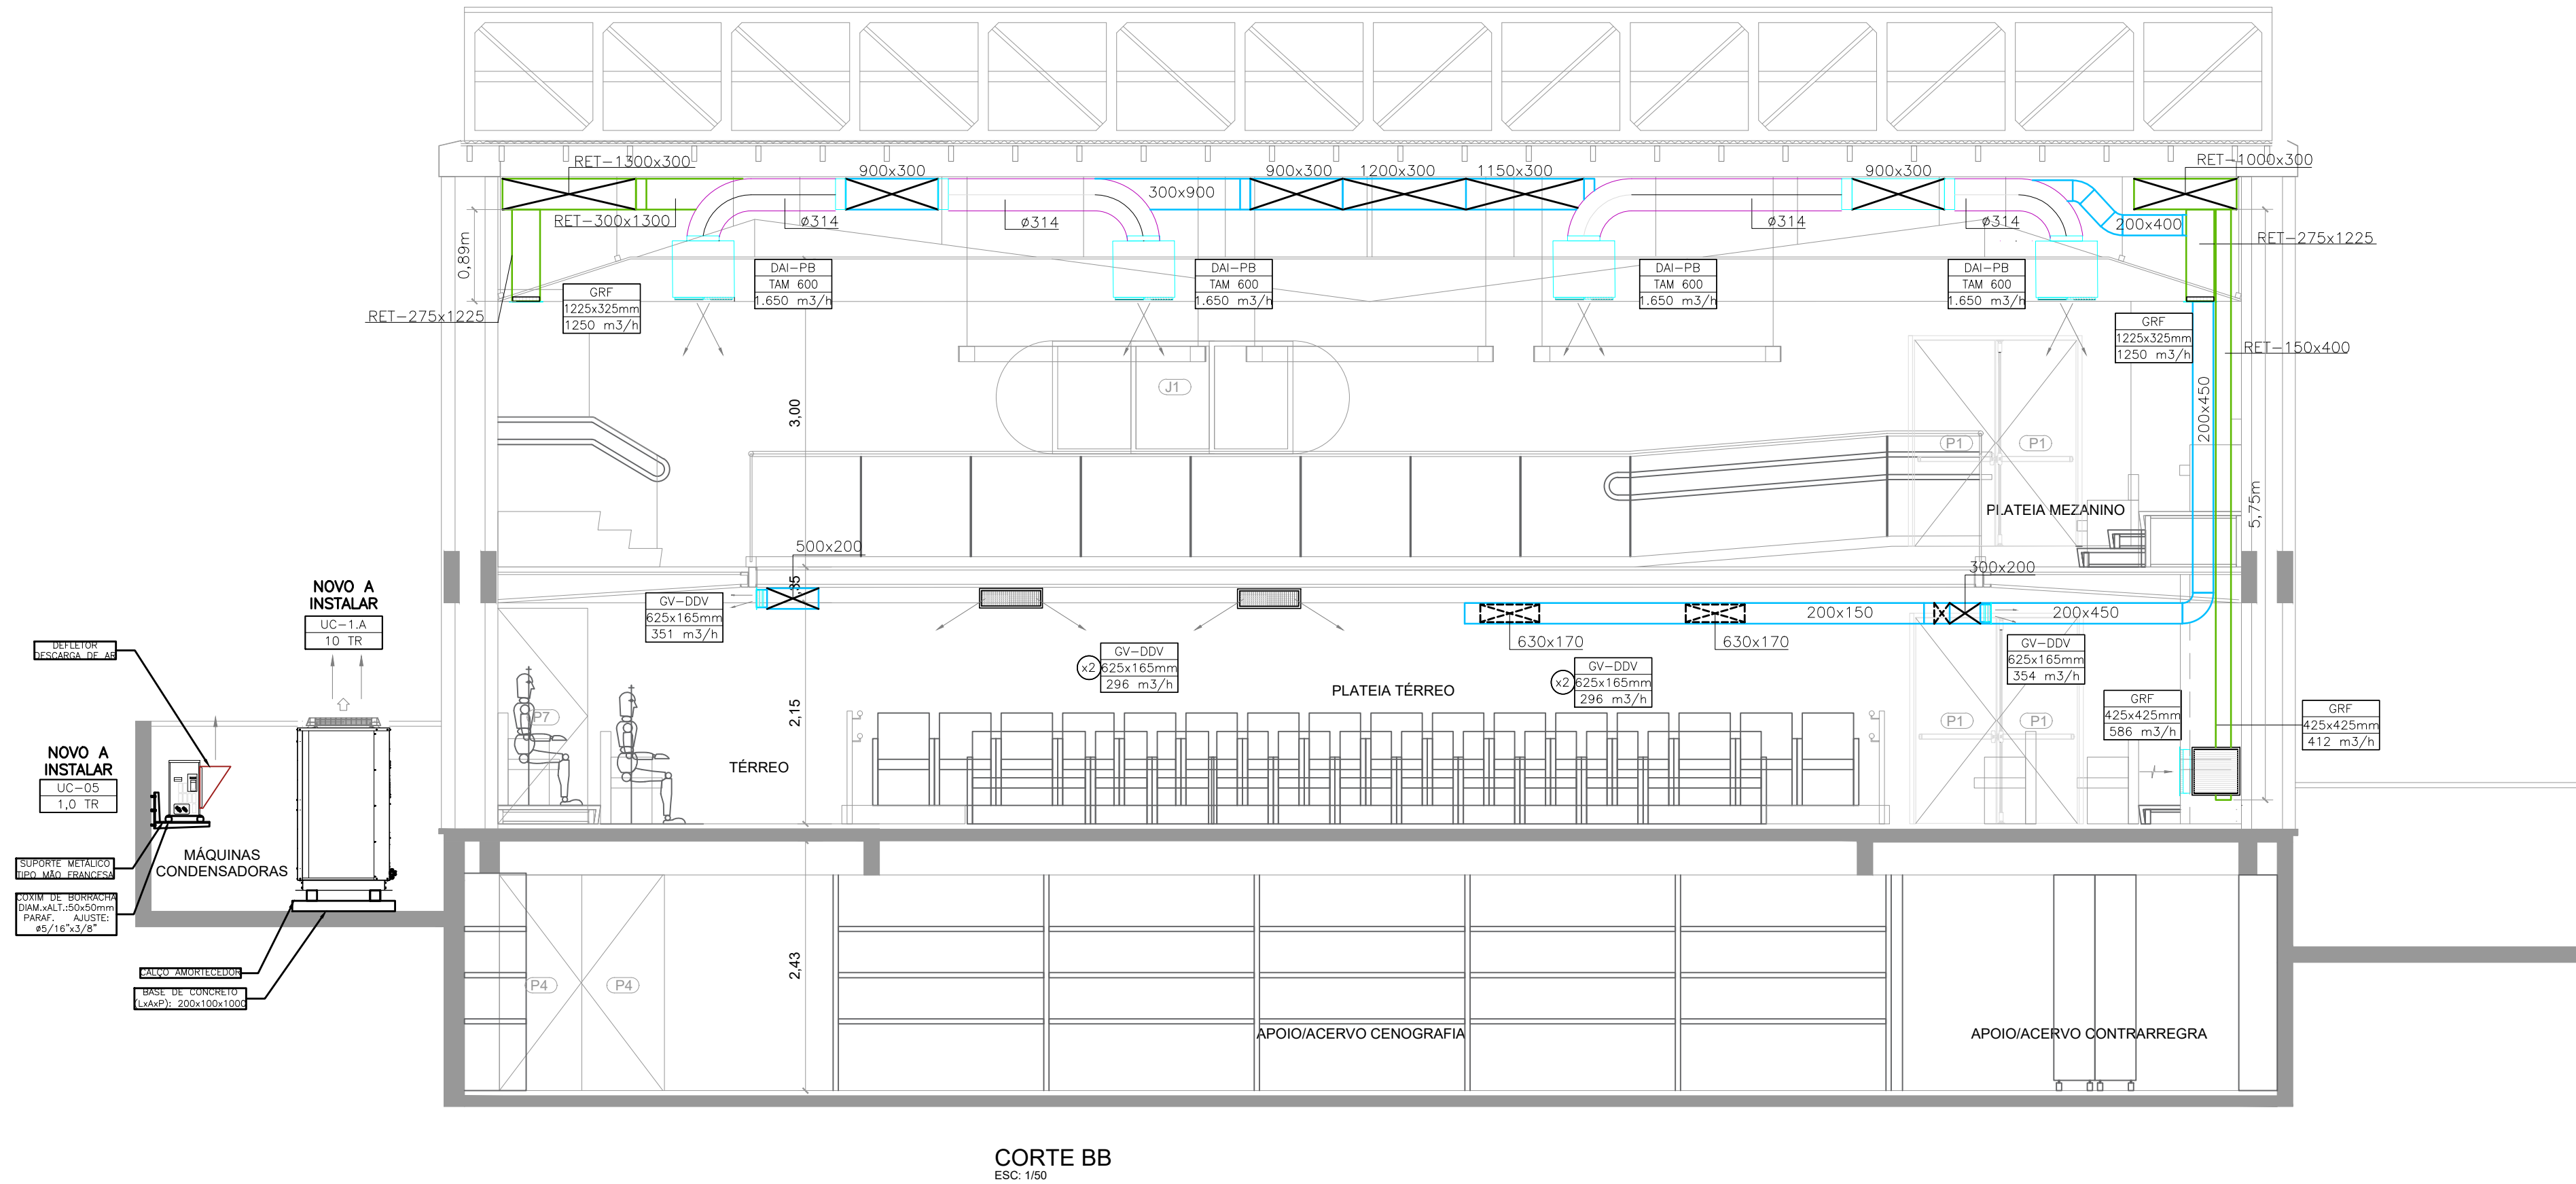 RET-1300x300
900x300
900x300
1200x300
1150x300
900x300
RET-1000x300
300x900
RET-300x1300
ø314
ø314
ø314
ø314
200x400
RET-275x1225
0,89m
DAI-PB
TAM 600
1.650 m3/h
DAI-PB
TAM 600
1.650 m3/h
DAI-PB
TAM 600
1.650 m3/h
DAI-PB
TAM 600
1.650 m3/h
GRF
1225x325mm
1250 m3/h
RET-275x1225
GRF
1225x325mm
1250 m3/h
RET-150x400
J1
3,00
200x450
P1
P1
5,75m
PLATEIA MEZANINO
500x200
300x200
35
NOVO A
INSTALAR
UC-1.A
10 TR
GV-DDV
625x165mm
351 m3/h
200x150
200x450
630x170
630x170
DEFLETOR
DESCARGA DE AR
x2
GV-DDV
625x165mm
296 m3/h
x2
GV-DDV
625x165mm
296 m3/h
GV-DDV
625x165mm
354 m3/h
PLATEIA TÉRREO
GRF
425x425mm
586 m3/h
GRF
425x425mm
412 m3/h
P7
2,15
P1
P1
NOVO A
INSTALAR
UC-05
1,0 TR
TÉRREO
MÁQUINAS
CONDENSADORAS
SUPORTE METÁLICO
TIPO MÃO FRANCESA
COXIM DE BORRACHA
DIAM.xALT.:50x50mm
PARAF. AJUSTE:
ø5/16"x3/8"
CALÇO AMORTECEDOR
BASE DE CONCRETO
(LxAxP): 200x100x1000
2,43
P4
P4
APOIO/ACERVO CENOGRAFIA
APOIO/ACERVO CONTRARREGRA
CORTE BB
ESC: 1/50